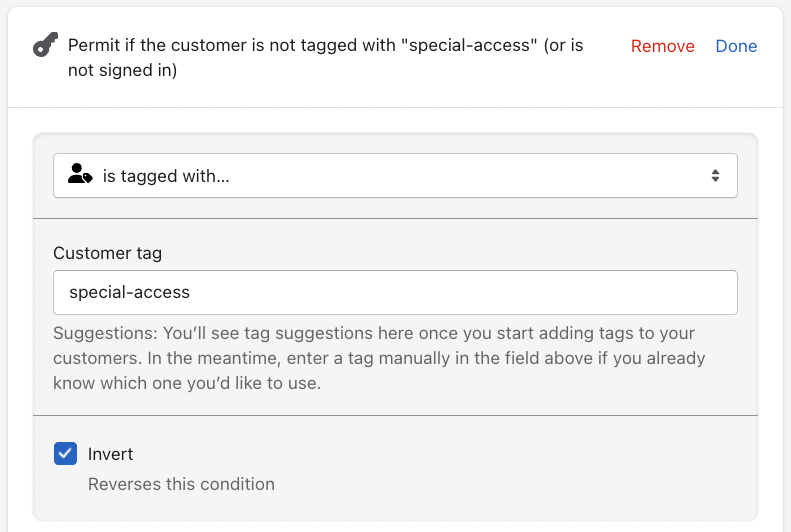 Permit if the customer is not tagged with "special-access" (or is
not signed in)
Remove
Done
is tagged with...
Customer tag
special-access
Suggestions: You’ll see tag suggestions here once you start adding tags to your
customers. In the meantime, enter a tag manually in the field above if you already
know which one you’d like to use.
Invert
Reverses this condition